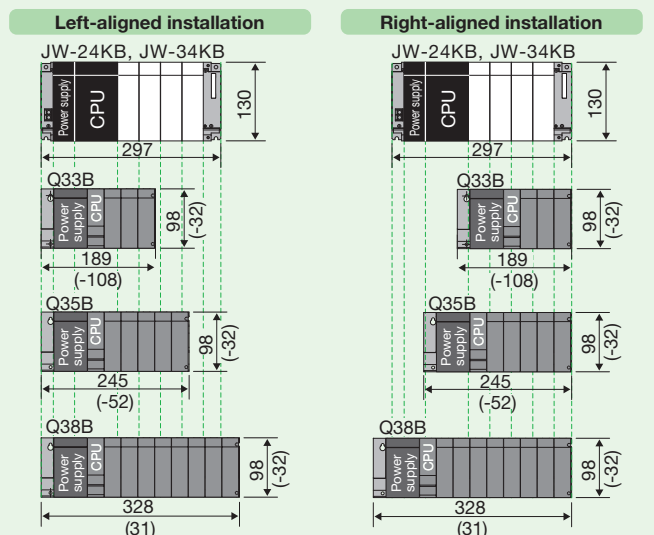 Left-aligned installation
JW-24KB, JW-34KB
Power supply
CPU
130
297
Q33B
Power
supply
CPU
98
(-32)
189
(-108)
Q35B
Power
supply
CPU
98
(-32)
245
(-52)
Q38B
Power
supply
CPU
98
(-32)
328
(31)
Right-aligned installation
JW-24KB, JW-34KB
Power supply
CPU
130
297
Q33B
Power
supply
CPU
98
(-32)
189
(-108)
Q35B
Power
supply
CPU
98
(-32)
245
(-52)
Q38B
Power
supply
CPU
98
(-32)
328
(31)